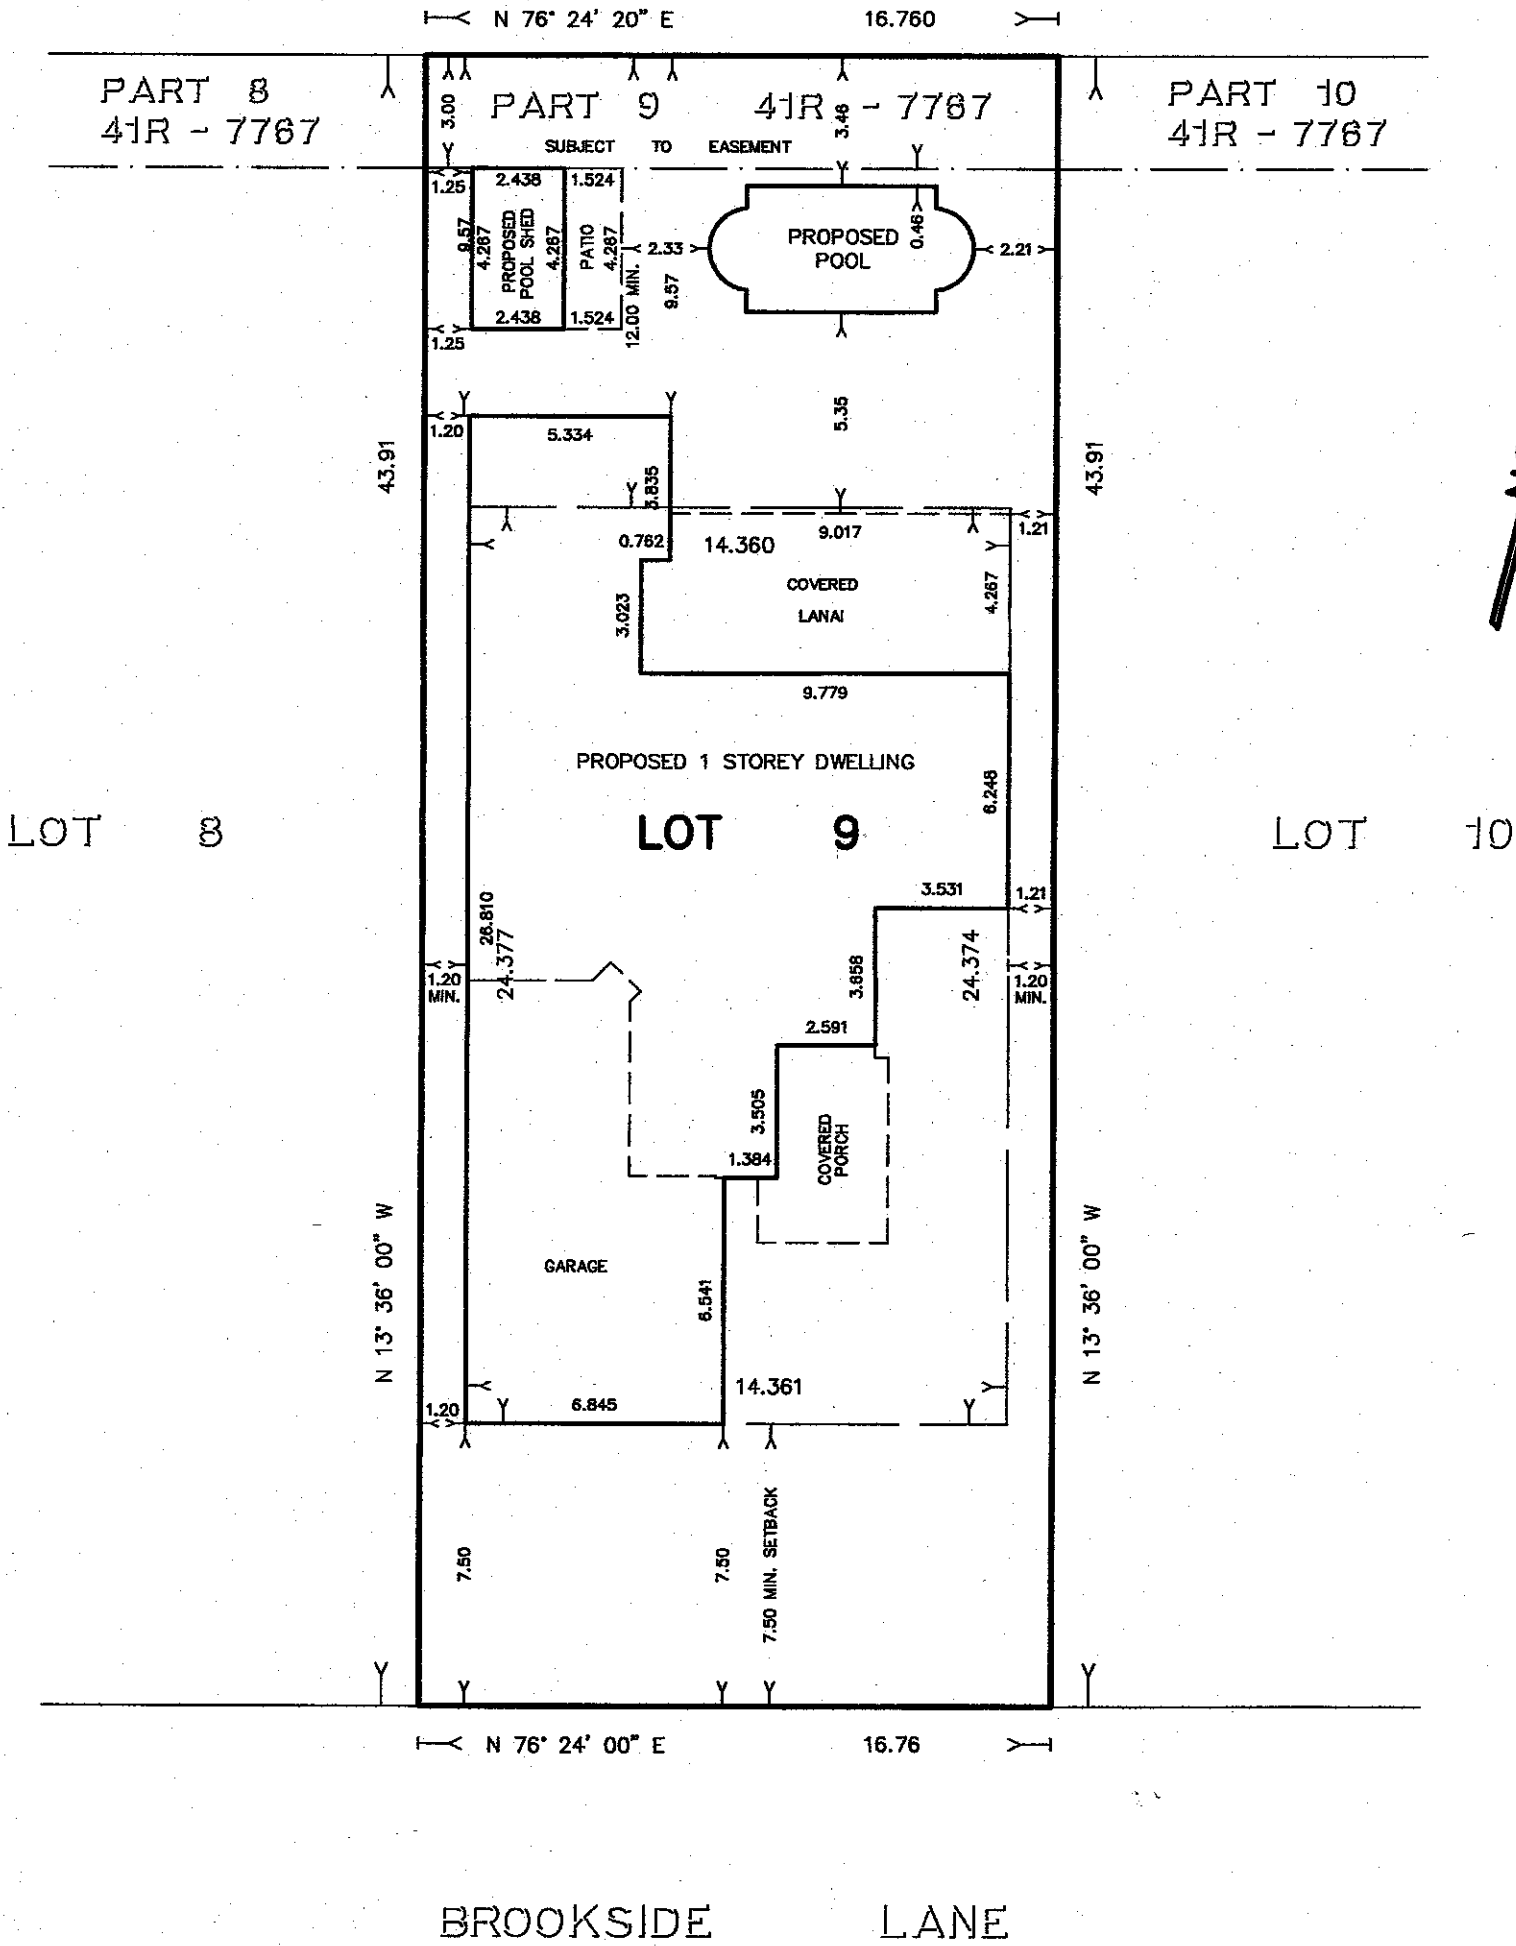 N 76° 24' 20" E 16.760
PART 8
41R - 7767
3.00
PART 9 41R - 7767
3.46
PART 10
41R - 7767
SUBJECT TO EASEMENT
1.25
2.438
1.524
9.57
4.267
PROPOSED
POOL SHED
4.267
PATIO
4.267
12.00 MIN.
2.33
9.57
PROPOSED
POOL
0.46
2.21
2.438
1.524
1.25
1.20
5.334
5.35
43.91
43.91
3.835
0.762
14.360
9.017
1.21
COVERED
LANAI
4.267
3.023
9.779
PROPOSED 1 STOREY DWELLING
6.248
LOT 8
LOT 9
LOT 10
3.531
1.21
26.810
24.377
3.858
24.374
1.20
MIN.
1.20
MIN.
2.591
3.505
COVERED
PORCH
1.384
N 13° 36' 00" W
GARAGE
6.541
N 13° 36' 00" W
14.361
1.20
6.845
7.50
7.50
7.50 MIN. SETBACK
N 76° 24' 00" E 16.76
BROOKSIDE LANE